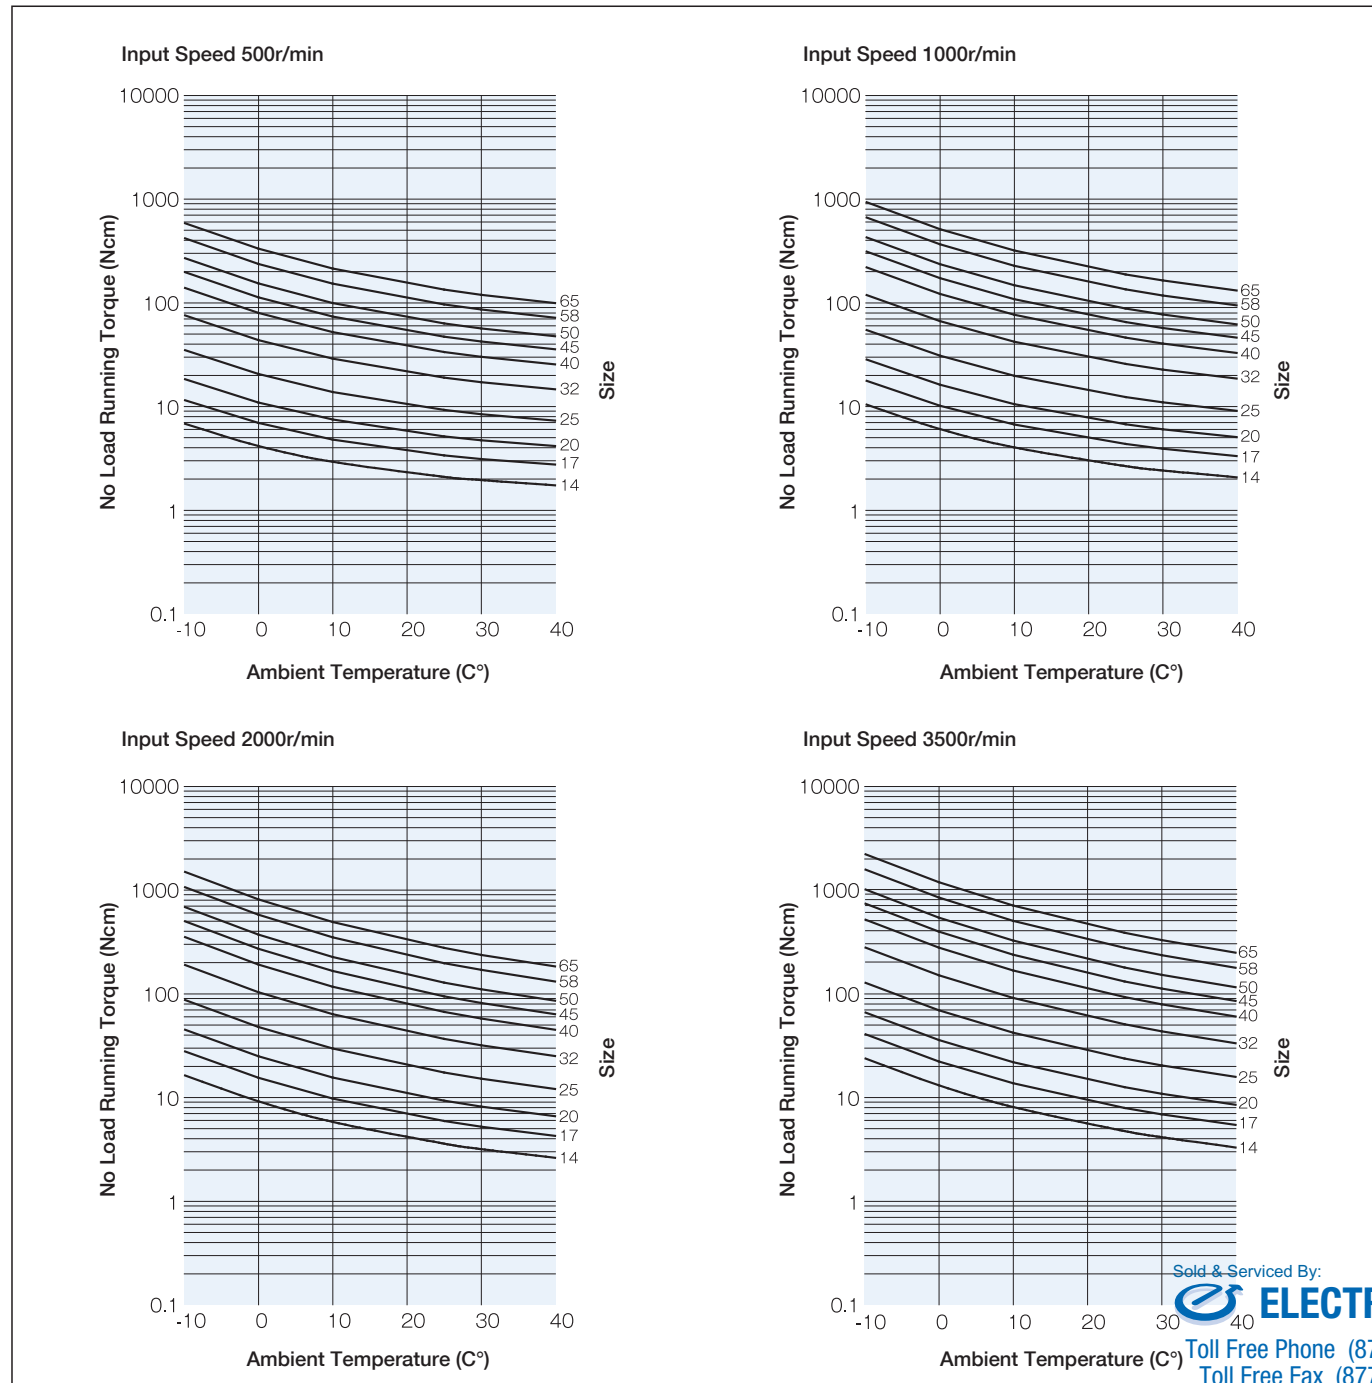 Input Speed 500r/min
10000
1000
100
10
1
0.1
-10 0 10 20 30 40
No Load Running Torque (Ncm)
Ambient Temperature (C°)
65
58
50
45
40
32
25
20
17
14
Size
Input Speed 1000r/min
10000
1000
100
10
1
0.1
-10 0 10 20 30 40
No Load Running Torque (Ncm)
Ambient Temperature (C°)
65
58
50
45
40
32
25
20
17
14
Size
Input Speed 2000r/min
10000
1000
100
10
1
0.1
-10 0 10 20 30 40
No Load Running Torque (Ncm)
Ambient Temperature (C°)
65
58
50
45
40
32
25
20
17
14
Size
Input Speed 3500r/min
10000
1000
100
10
1
0.1
-10 0 10 20 30 40
No Load Running Torque (Ncm)
Ambient Temperature (C°)
65
58
50
45
40
32
25
20
17
14
Size
Sold & Serviced By:
ELECTR
Toll Free Phone (87
Toll Free Fax (877